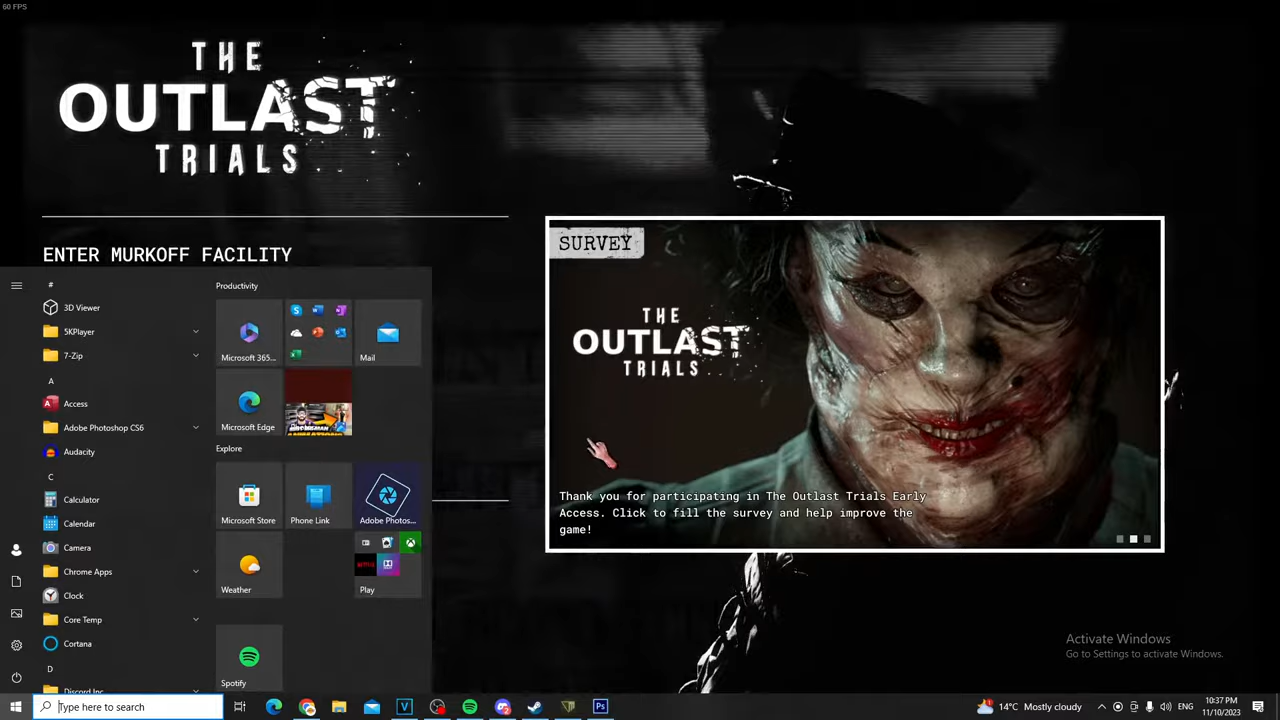 60 FPS
THE
OUTLAST
TRIALS
ENTER MURKOFF FACILITY
SURVEY
THE
OUTLAST
TRIALS
Thank you for participating in The Outlast Trials Early
Access. Click to fill the survey and help improve the
game!
#
3D Viewer
5KPlayer
7-Zip
A
Access
Adobe Photoshop CS6
Audacity
C
Calculator
Calendar
Camera
Chrome Apps
Clock
Core Temp
Cortana
D
Discord Inc
Productivity
Microsoft 365...
Mail
Microsoft Edge
Explore
Microsoft Store
Phone Link
Adobe Photos...
Weather
NETFLIX
Play
Spotify
Activate Windows
Go to Settings to activate Windows.
Type here to search
V
Ps
14°C Mostly cloudy
ENG
10:37 PM
11/10/2023